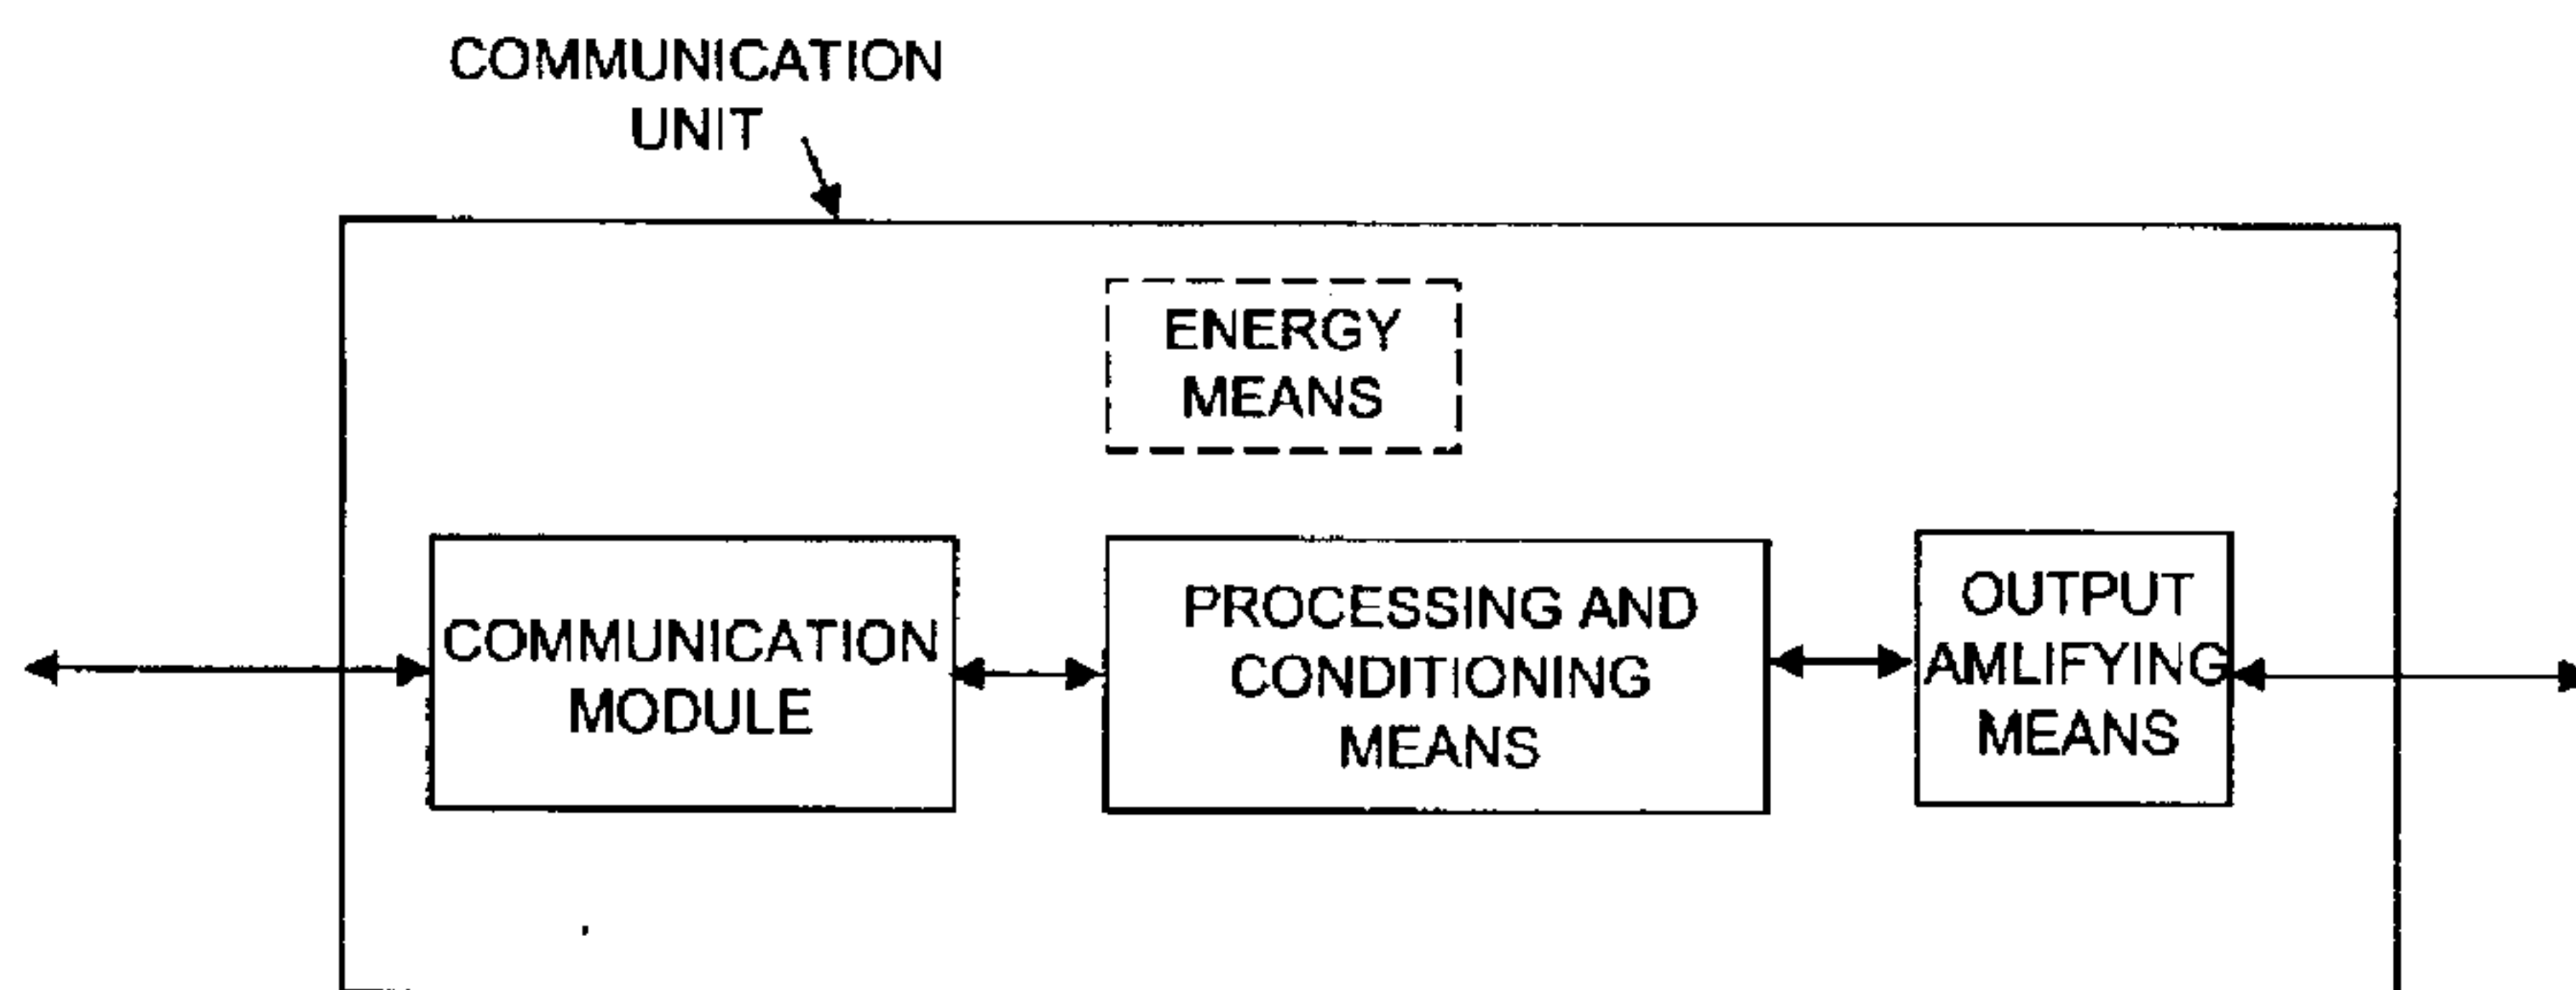 COMMUNICATION
UNIT
ENERGY
MEANS
COMMUNICATION
MODULE
PROCESSING AND
CONDITIONING
MEANS
OUTPUT
AMLIFYING
MEANS